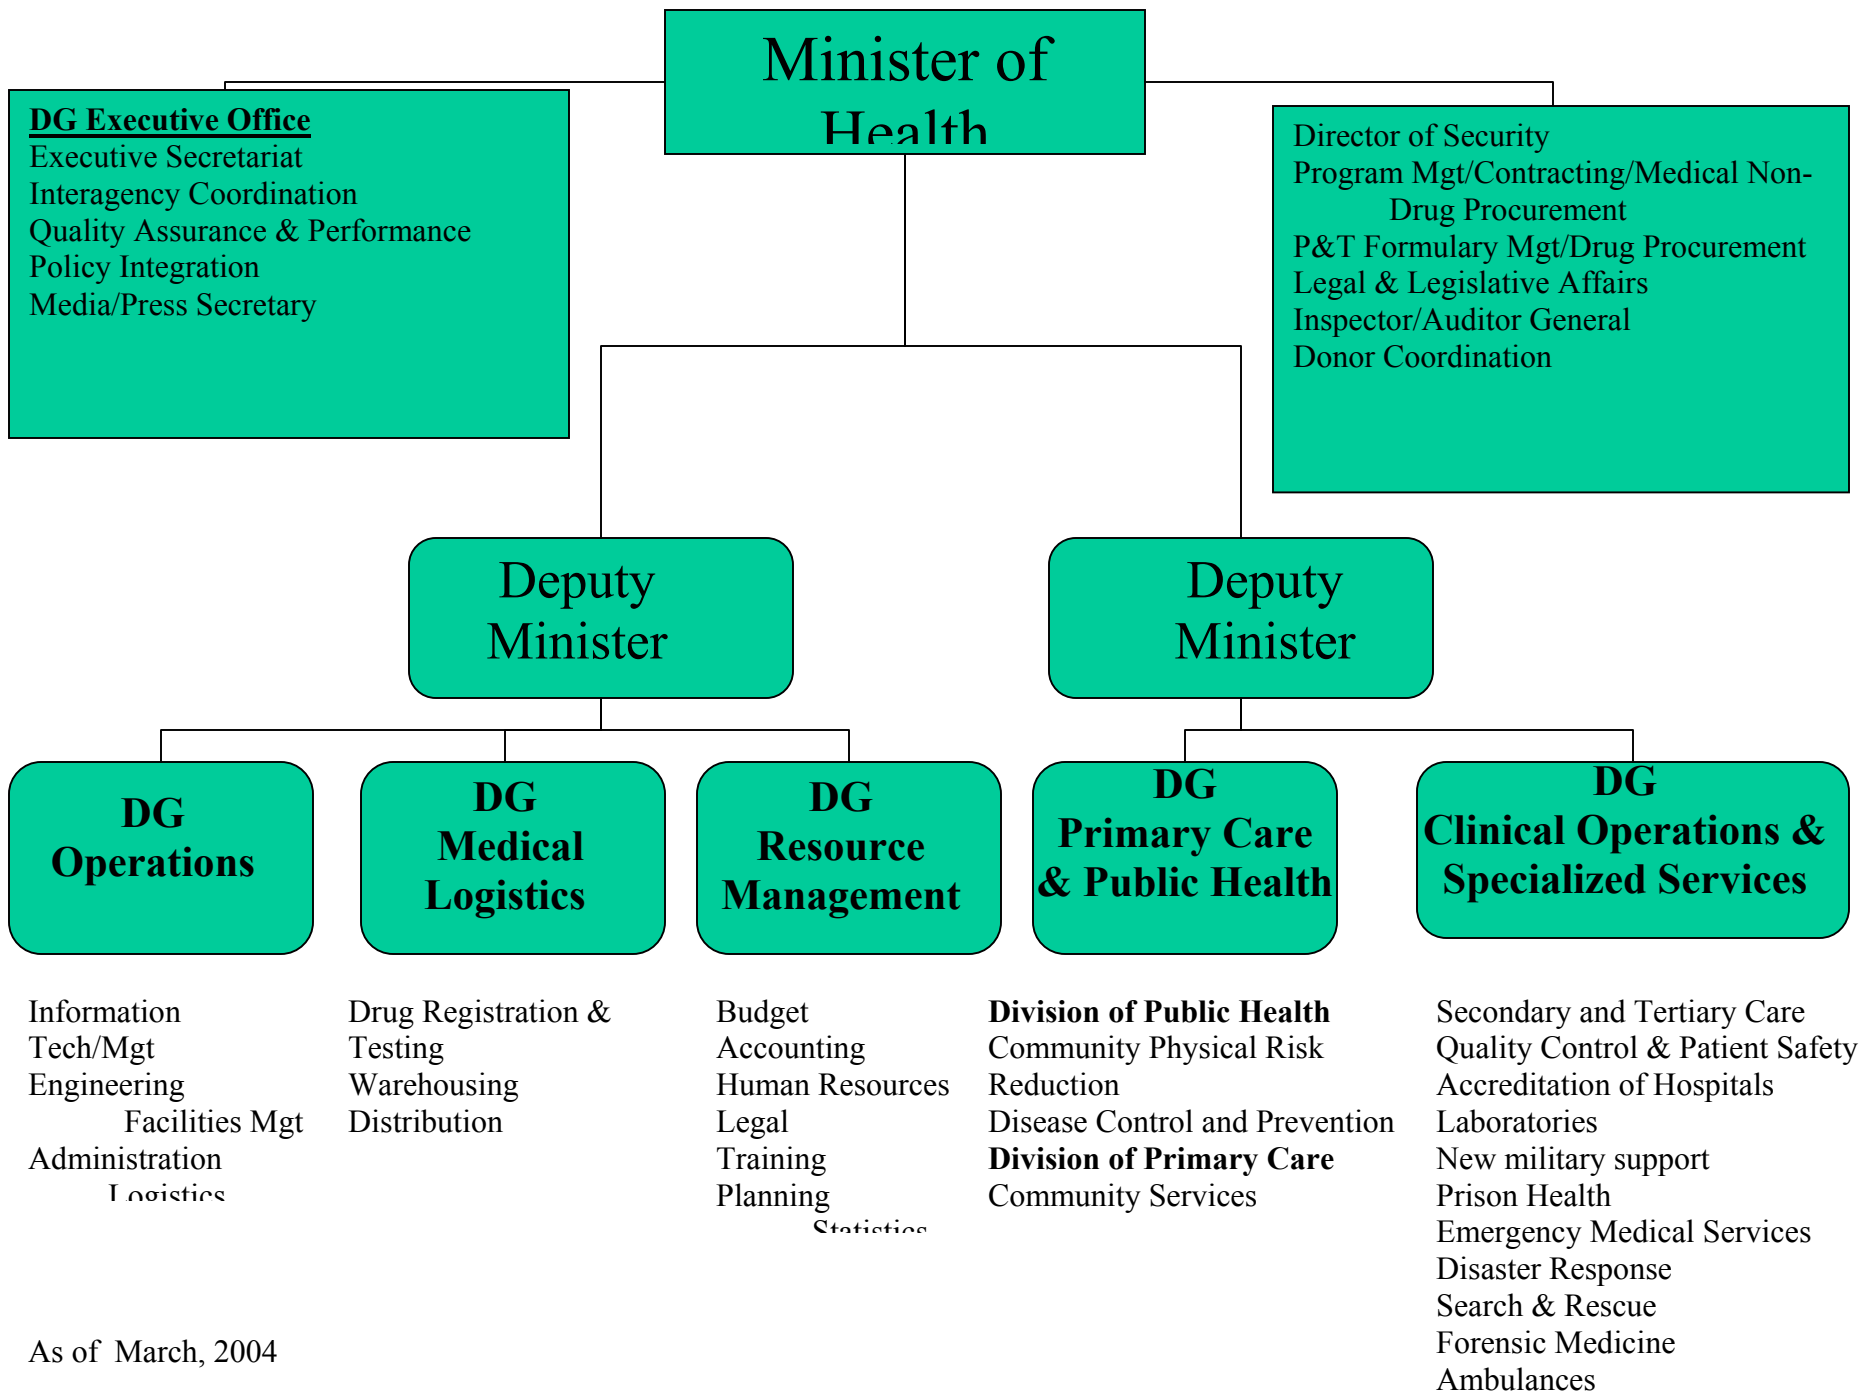 Minister of
Health
DG Executive Office
Executive Secretariat
Interagency Coordination
Quality Assurance & Performance
Policy Integration
Media/Press Secretary
Director of Security
Program Mgt/Contracting/Medical Non-
Drug Procurement
P&T Formulary Mgt/Drug Procurement
Legal & Legislative Affairs
Inspector/Auditor General
Donor Coordination
Deputy
Minister
Deputy
Minister
DG
Operations
DG
Medical
Logistics
DG
Resource
Management
DG
Primary Care
& Public Health
DG
Clinical Operations &
Specialized Services
Information
Tech/Mgt
Engineering
Facilities Mgt
Administration
Logistics
Drug Registration &
Testing
Warehousing
Distribution
Budget
Accounting
Human Resources
Legal
Training
Planning
Statistics
Division of Public Health
Community Physical Risk
Reduction
Disease Control and Prevention
Division of Primary Care
Community Services
Secondary and Tertiary Care
Quality Control & Patient Safety
Accreditation of Hospitals
Laboratories
New military support
Prison Health
Emergency Medical Services
Disaster Response
Search & Rescue
Forensic Medicine
Ambulances
As of March, 2004